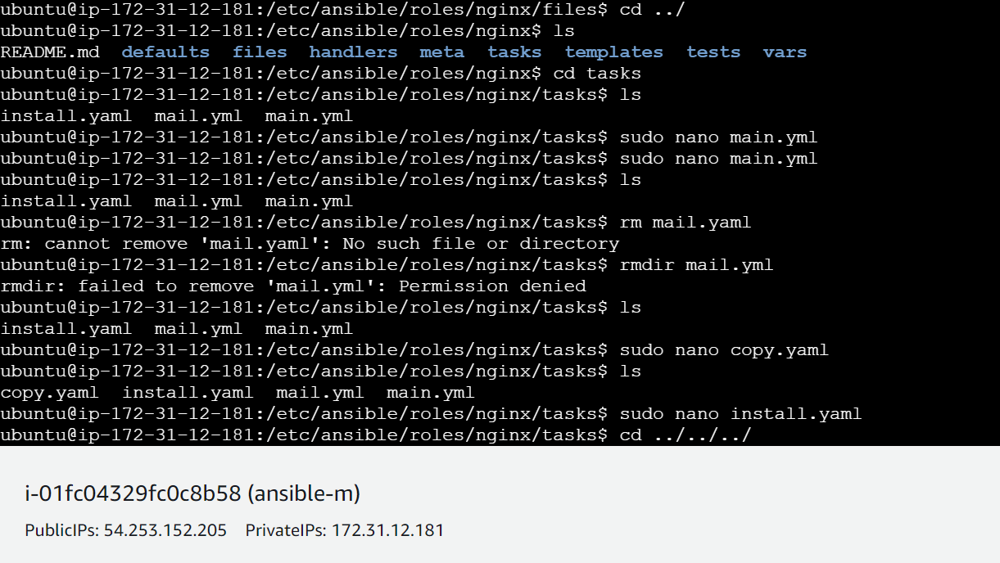 ubuntu@ip-172-31-12-181:/etc/ansible/roles/nginx/files$ cd ../
ubuntu@ip-172-31-12-181:/etc/ansible/roles/nginx$ ls
README.md  defaults  files  handlers  meta  tasks  templates  tests  vars
ubuntu@ip-172-31-12-181:/etc/ansible/roles/nginx$ cd tasks
ubuntu@ip-172-31-12-181:/etc/ansible/roles/nginx/tasks$ ls
install.yaml  mail.yml  main.yml
ubuntu@ip-172-31-12-181:/etc/ansible/roles/nginx/tasks$ sudo nano main.yml
ubuntu@ip-172-31-12-181:/etc/ansible/roles/nginx/tasks$ sudo nano main.yml
ubuntu@ip-172-31-12-181:/etc/ansible/roles/nginx/tasks$ ls
install.yaml  mail.yml  main.yml
ubuntu@ip-172-31-12-181:/etc/ansible/roles/nginx/tasks$ rm mail.yaml
rm: cannot remove 'mail.yaml': No such file or directory
ubuntu@ip-172-31-12-181:/etc/ansible/roles/nginx/tasks$ rmdir mail.yml
rmdir: failed to remove 'mail.yml': Permission denied
ubuntu@ip-172-31-12-181:/etc/ansible/roles/nginx/tasks$ ls
install.yaml  mail.yml  main.yml
ubuntu@ip-172-31-12-181:/etc/ansible/roles/nginx/tasks$ sudo nano copy.yaml
ubuntu@ip-172-31-12-181:/etc/ansible/roles/nginx/tasks$ ls
copy.yaml  install.yaml  mail.yml  main.yml
ubuntu@ip-172-31-12-181:/etc/ansible/roles/nginx/tasks$ sudo nano install.yaml
ubuntu@ip-172-31-12-181:/etc/ansible/roles/nginx/tasks$ cd ../../../
i-01fc04329fc0c8b58 (ansible-m)
PublicIPs: 54.253.152.205    PrivateIPs: 172.31.12.181